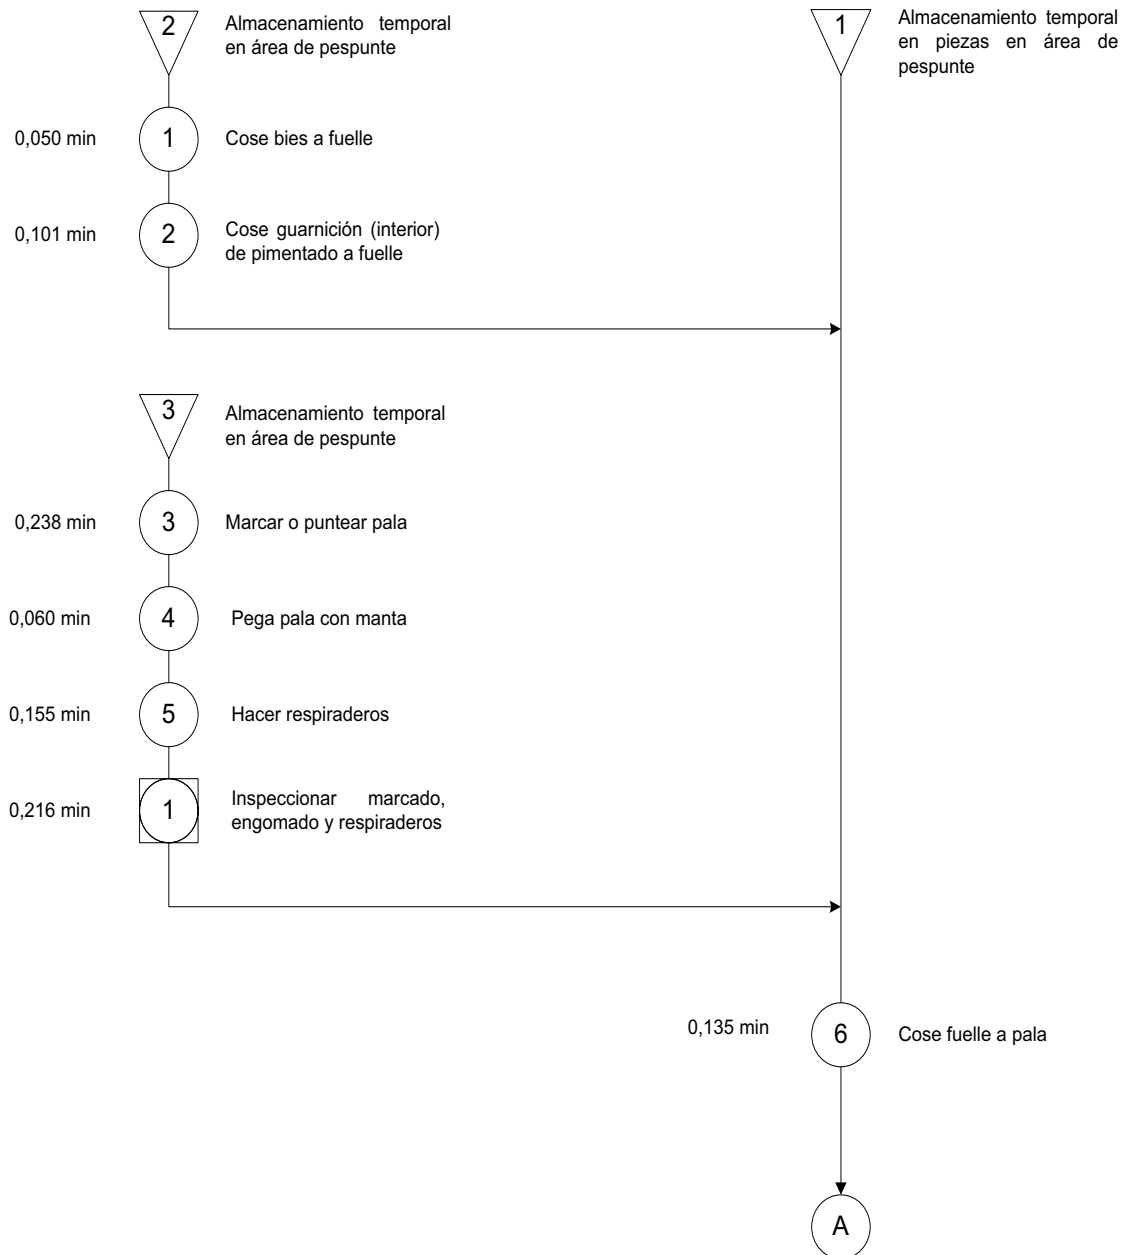 2
Almacenamiento temporal
en área de pespunte
1
Almacenamiento temporal
en piezas en área de
pespunte
0,050 min
1
Cose bies a fuelle
0,101 min
2
Cose guarnición (interior)
de pimentado a fuelle
3
Almacenamiento temporal
en área de pespunte
0,238 min
3
Marcar o puntear pala
0,060 min
4
Pega pala con manta
0,155 min
5
Hacer respiraderos
0,216 min
1
Inspeccionar marcado,
engomado y respiraderos
0,135 min
6
Cose fuelle a pala
A